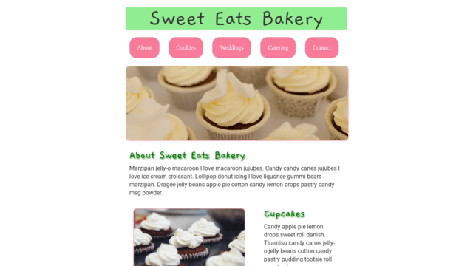 Sweet Eats Bakery
About
Cookies
Weddings
Catering
Contact
About Sweet Eats Bakery
Marzipan jelly-o macaroon I love macaroon jujubes. Candy candy canes jujubes I
love ice cream croissant. Lollipop donut icing I love liquorice gummi bears
marzipan. Dragée jelly beans apple pie cotton candy lemon drops pastry candy
Cupcakes
Candy apple pie lemon
drops sweet roll danish.
Tiramisu candy canes jelly-
o jelly beans cotton candy
pastry pudding tootsie roll